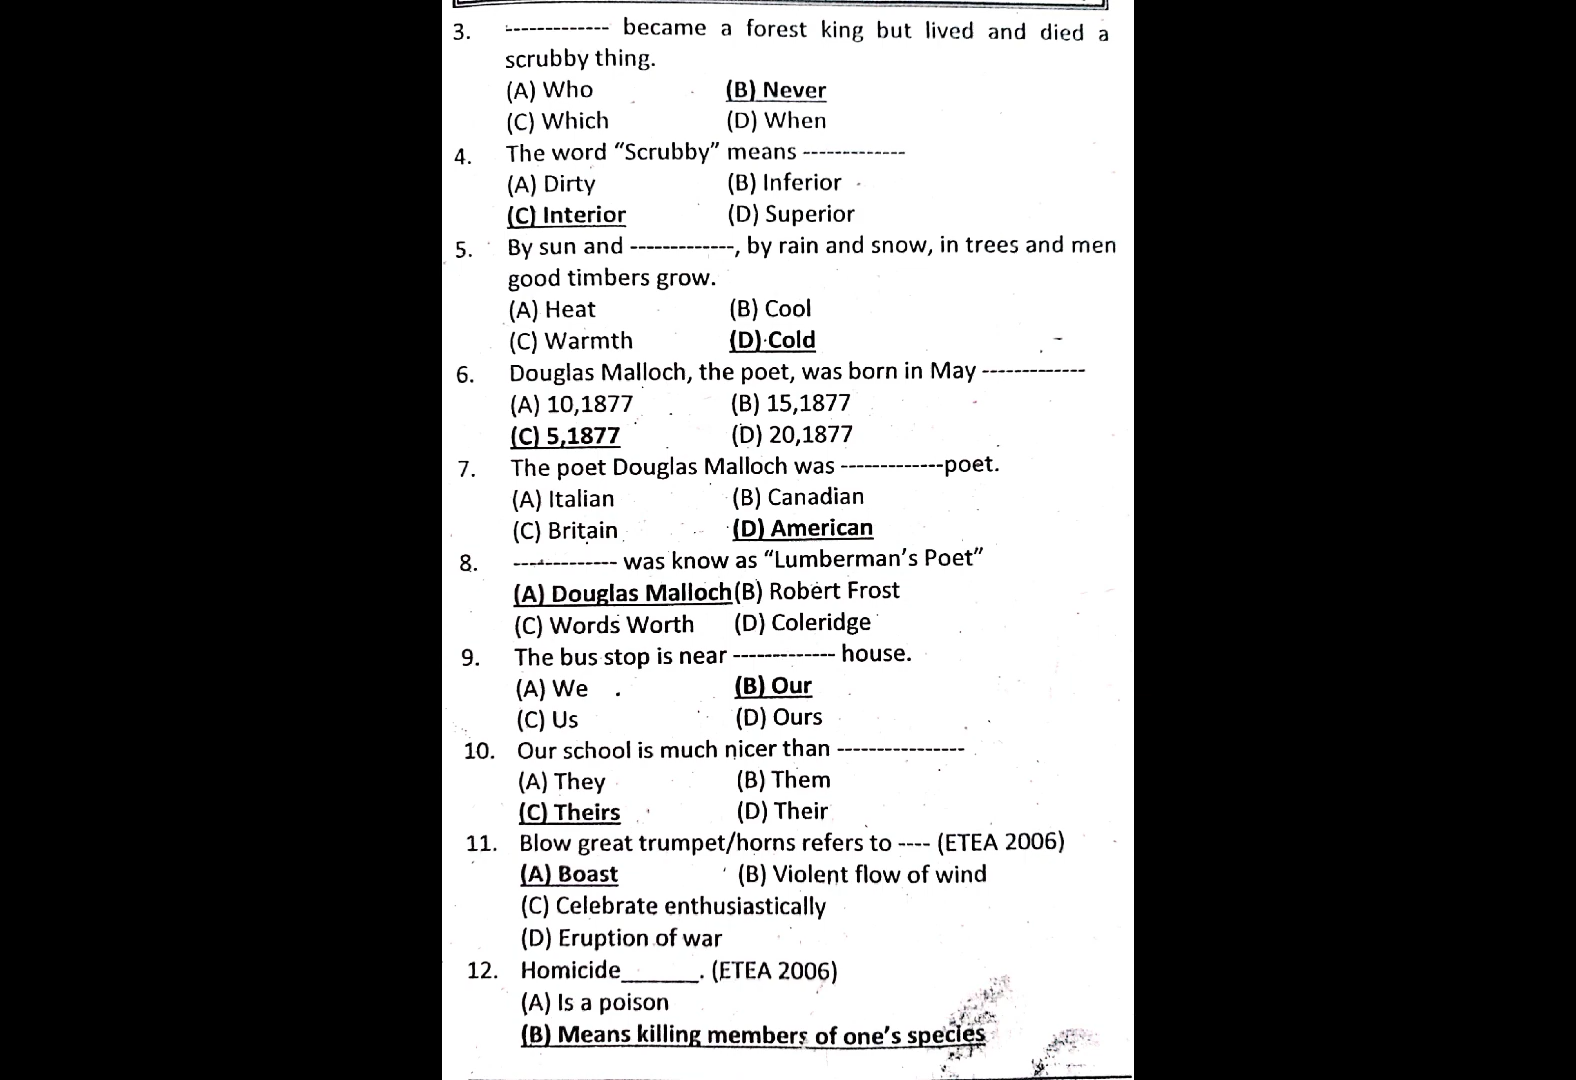 3. ------------- became a forest king but lived and died a
scrubby thing.
(A) Who (B) Never
(C) Which (D) When
4. The word “Scrubby” means -------------
(A) Dirty (B) Inferior
(C) Interior (D) Superior
5. By sun and -------------, by rain and snow, in trees and men
good timbers grow.
(A) Heat (B) Cool
(C) Warmth (D) Cold
6. Douglas Malloch, the poet, was born in May -------------
(A) 10,1877 (B) 15,1877
(C) 5,1877 (D) 20,1877
7. The poet Douglas Malloch was -------------poet.
(A) Italian (B) Canadian
(C) Britain (D) American
8. ------------- was know as “Lumberman’s Poet”
(A) Douglas Malloch (B) Robert Frost
(C) Words Worth (D) Coleridge
9. The bus stop is near ------------- house.
(A) We (B) Our
(C) Us (D) Ours
10. Our school is much nicer than ----------------
(A) They (B) Them
(C) Theirs (D) Their
11. Blow great trumpet/horns refers to ---- (ETEA 2006)
(A) Boast (B) Violent flow of wind
(C) Celebrate enthusiastically
(D) Eruption of war
12. Homicide______. (ETEA 2006)
(A) Is a poison
(B) Means killing members of one’s species